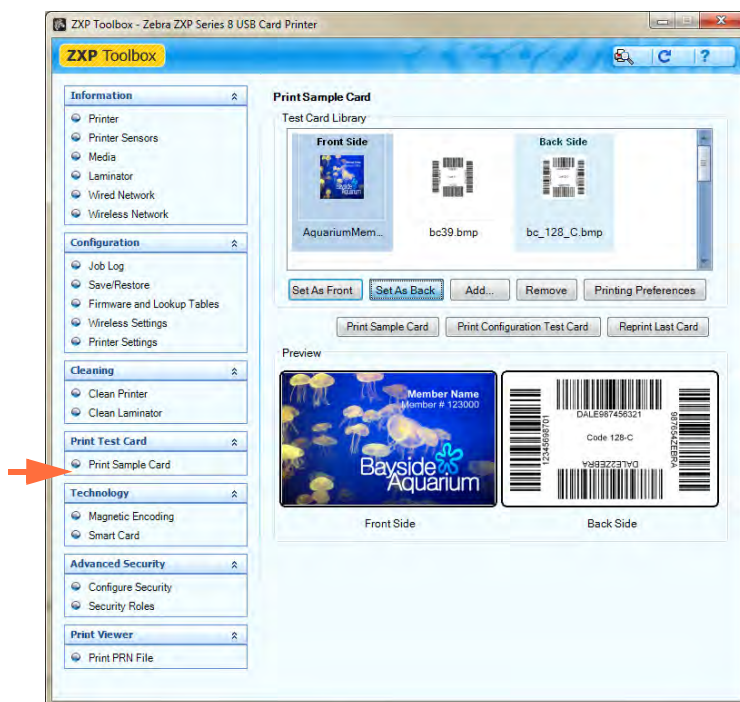 ZXP Toolbox - Zebra ZXP Series 8 USB Card Printer
ZXP Toolbox
Information
Printer
Printer Sensors
Media
Laminator
Wired Network
Wireless Network
Configuration
Job Log
Save/Restore
Firmware and Lookup Tables
Wireless Settings
Printer Settings
Cleaning
Clean Printer
Clean Laminator
Print Test Card
Print Sample Card
Technology
Magnetic Encoding
Smart Card
Advanced Security
Configure Security
Security Roles
Print Viewer
Print PRN File
Print Sample Card
Test Card Library
Front Side
Back Side
AquariumMem...
bc39.bmp
bc_128_C.bmp
Set As Front
Set As Back
Add...
Remove
Printing Preferences
Print Sample Card
Print Configuration Test Card
Reprint Last Card
Preview
Member Name
Member # 123000
Bayside
Aquarium
DALE987456321
12345698701
Code 128-C
987654ZEBRA
DALEZZEBRA
Front Side
Back Side